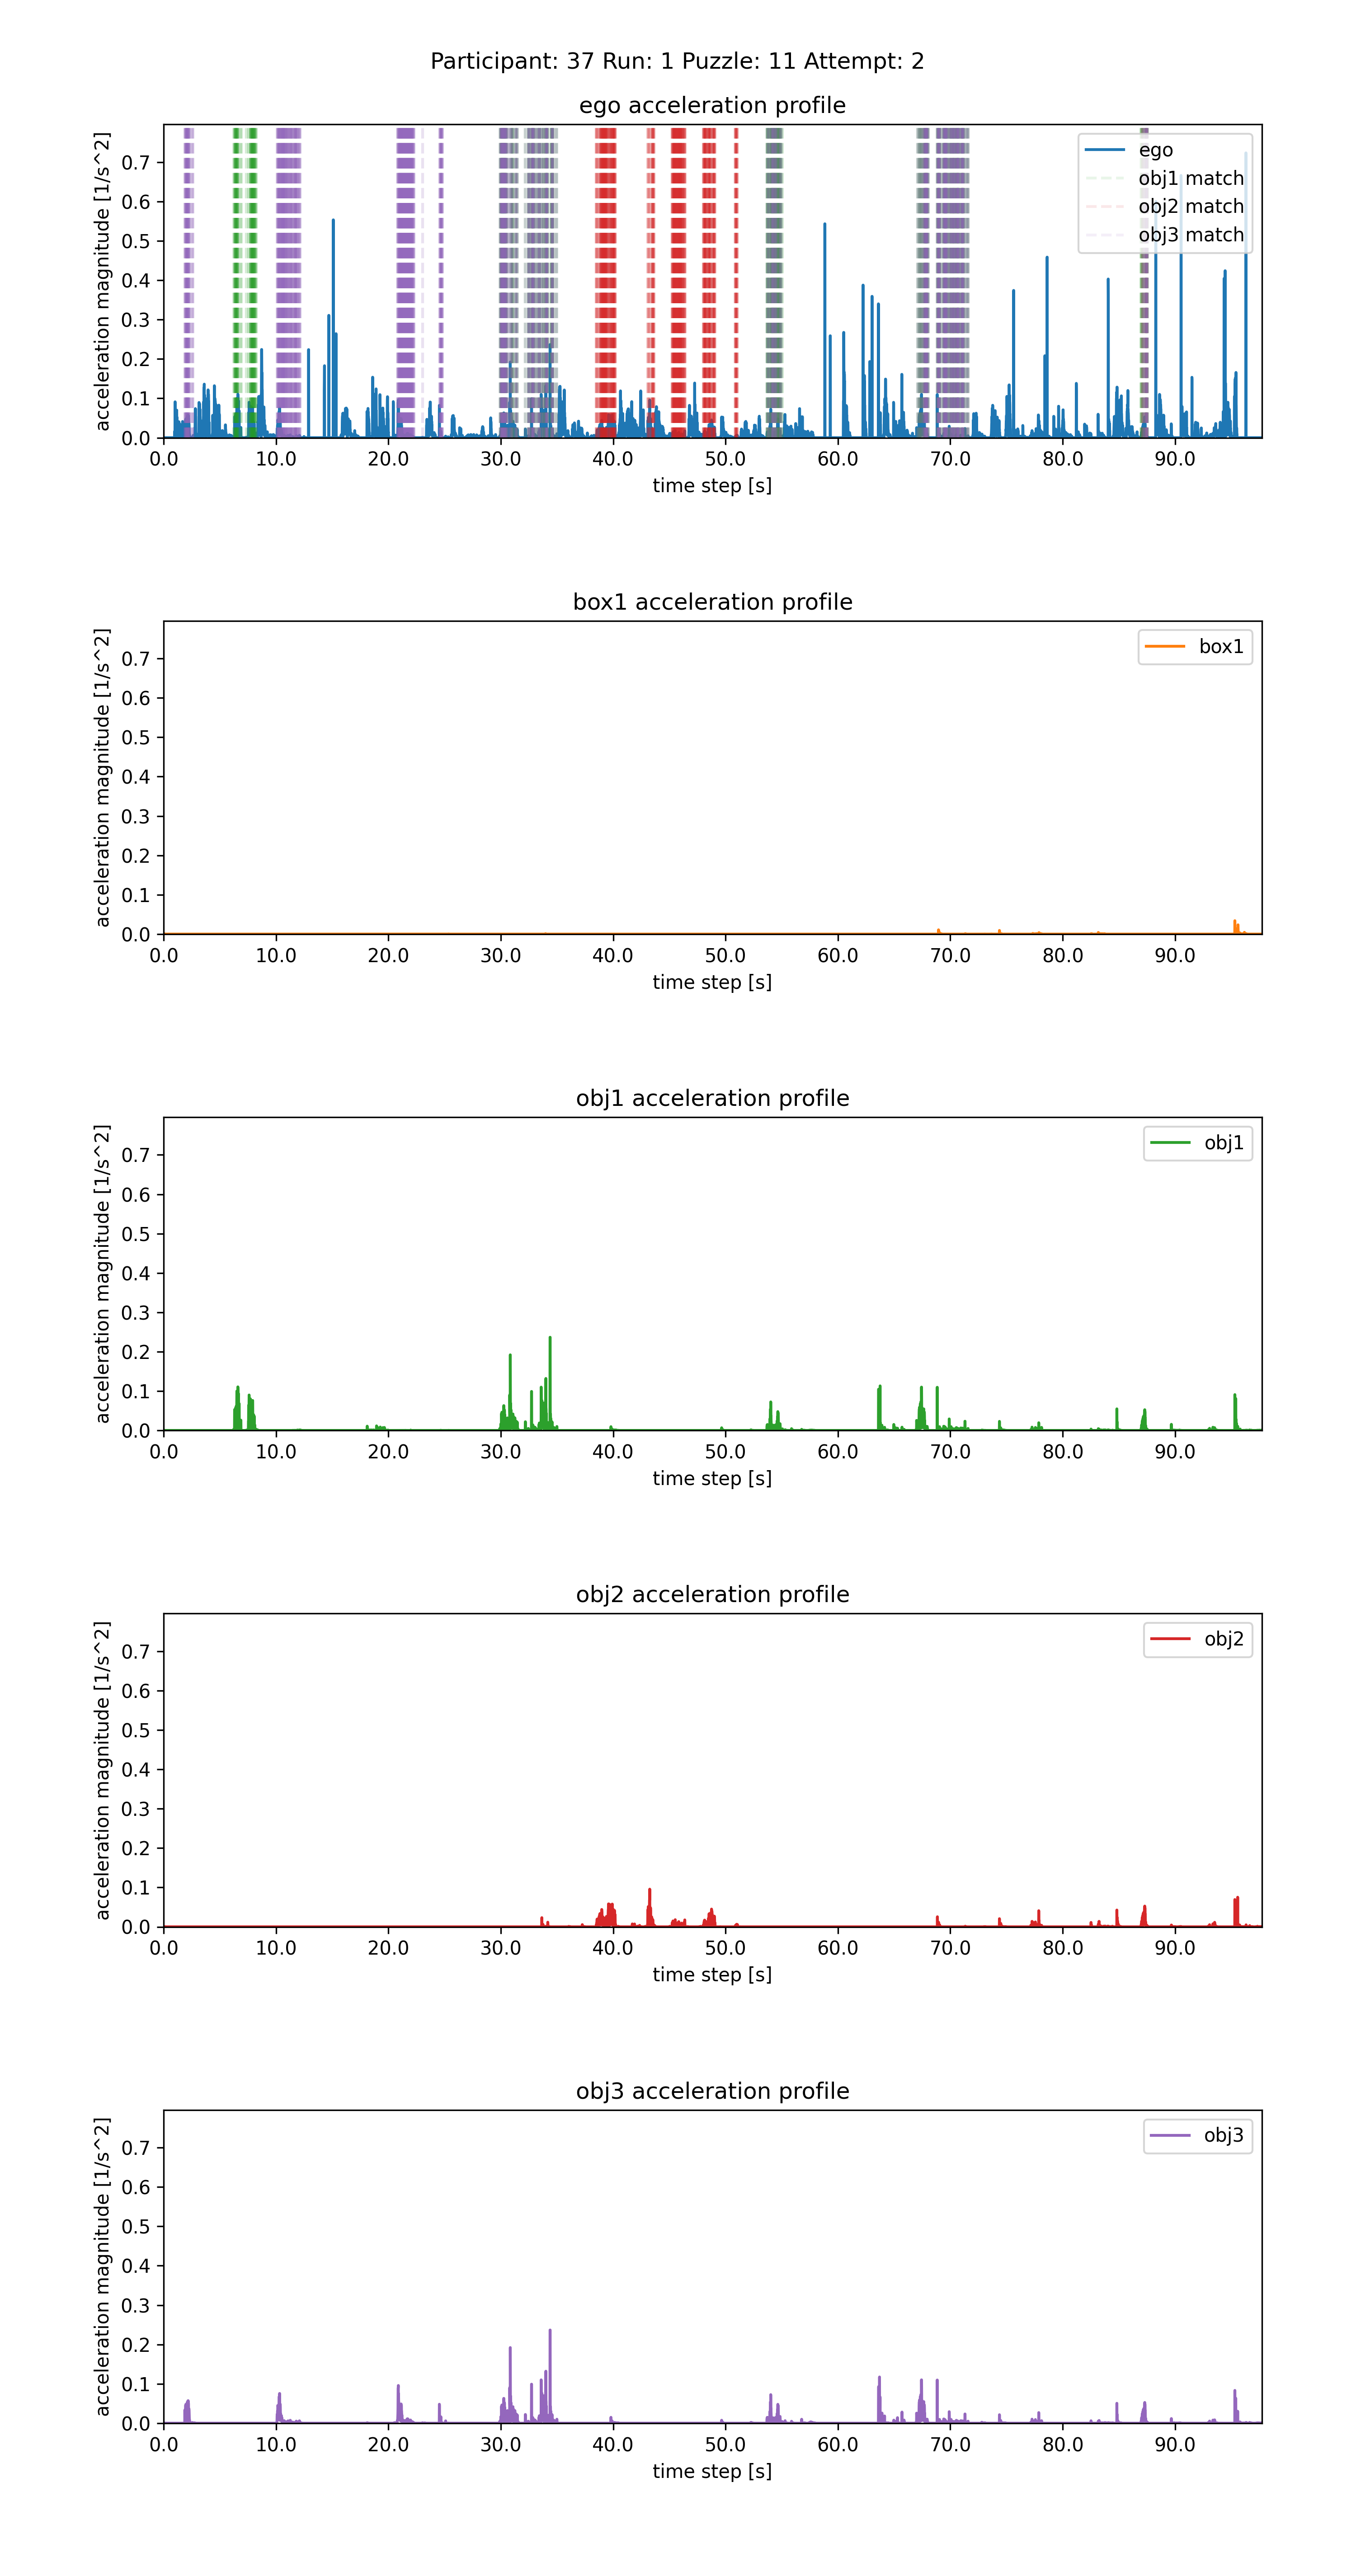 Participant: 37 Run: 1 Puzzle: 11 Attempt: 2
ego acceleration profile
acceleration magnitude [1/s^2]
0.7
0.6
0.5
0.4
0.3
0.2
0.1
0.0
ego
obj1 match
obj2 match
obj3 match
0.0 10.0 20.0 30.0 40.0 50.0 60.0 70.0 80.0 90.0
time step [s]
box1 acceleration profile
acceleration magnitude [1/s^2]
0.7
0.6
0.5
0.4
0.3
0.2
0.1
0.0
box1
0.0 10.0 20.0 30.0 40.0 50.0 60.0 70.0 80.0 90.0
time step [s]
obj1 acceleration profile
acceleration magnitude [1/s^2]
0.7
0.6
0.5
0.4
0.3
0.2
0.1
0.0
obj1
0.0 10.0 20.0 30.0 40.0 50.0 60.0 70.0 80.0 90.0
time step [s]
obj2 acceleration profile
acceleration magnitude [1/s^2]
0.7
0.6
0.5
0.4
0.3
0.2
0.1
0.0
obj2
0.0 10.0 20.0 30.0 40.0 50.0 60.0 70.0 80.0 90.0
time step [s]
obj3 acceleration profile
acceleration magnitude [1/s^2]
0.7
0.6
0.5
0.4
0.3
0.2
0.1
0.0
obj3
0.0 10.0 20.0 30.0 40.0 50.0 60.0 70.0 80.0 90.0
time step [s]